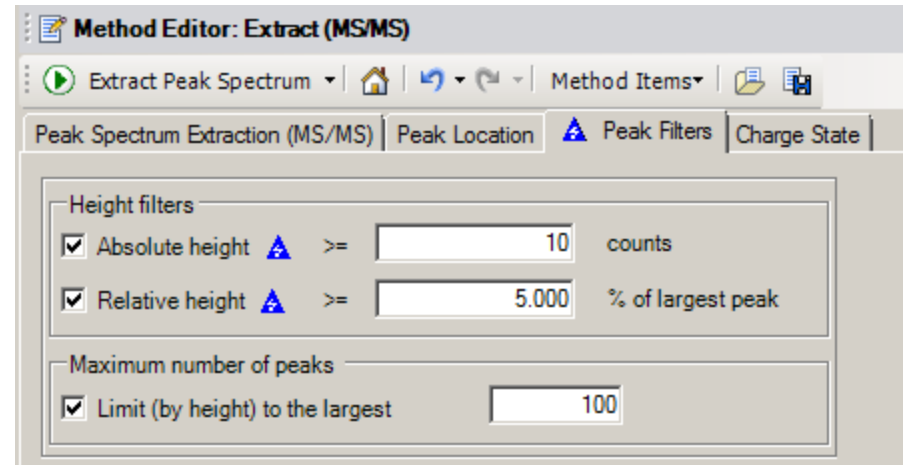 Method Editor: Extract (MS/MS)
Extract Peak Spectrum Method Items
Peak Spectrum Extraction (MS/MS) Peak Location Peak Filters Charge State
Height filters
Absolute height >= 10 counts
Relative height >= 5.000 % of largest peak
Maximum number of peaks
Limit (by height) to the largest 100